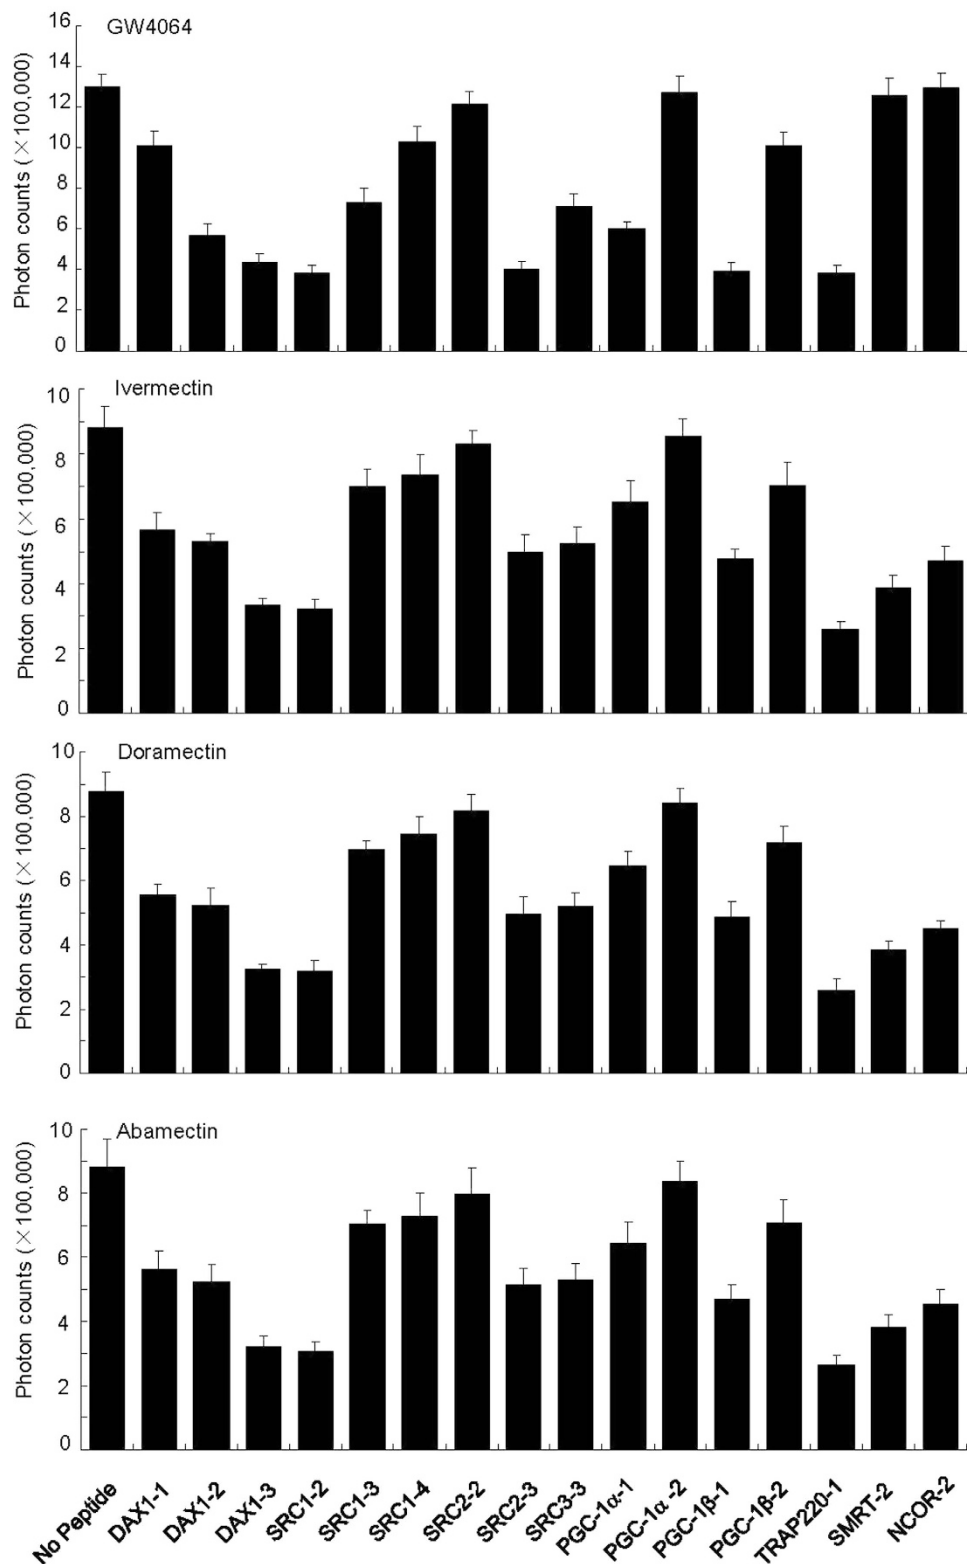 GW4064
Photon counts (×100,000)
16
14
12
10
8
6
4
2
0
Ivermectin
Photon counts (×100,000)
10
8
6
4
2
0
Doramectin
Photon counts (×100,000)
10
8
6
4
2
0
Abamectin
Photon counts (×100,000)
10
8
6
4
2
0
No Peptide
DAX1-1
DAX1-2
DAX1-3
SRC1-2
SRC1-3
SRC1-4
SRC2-2
SRC2-3
SRC3-3
PGC-1α-1
PGC-1α-2
PGC-1β-1
PGC-1β-2
TRAP220-1
SMRT-2
NCOR-2